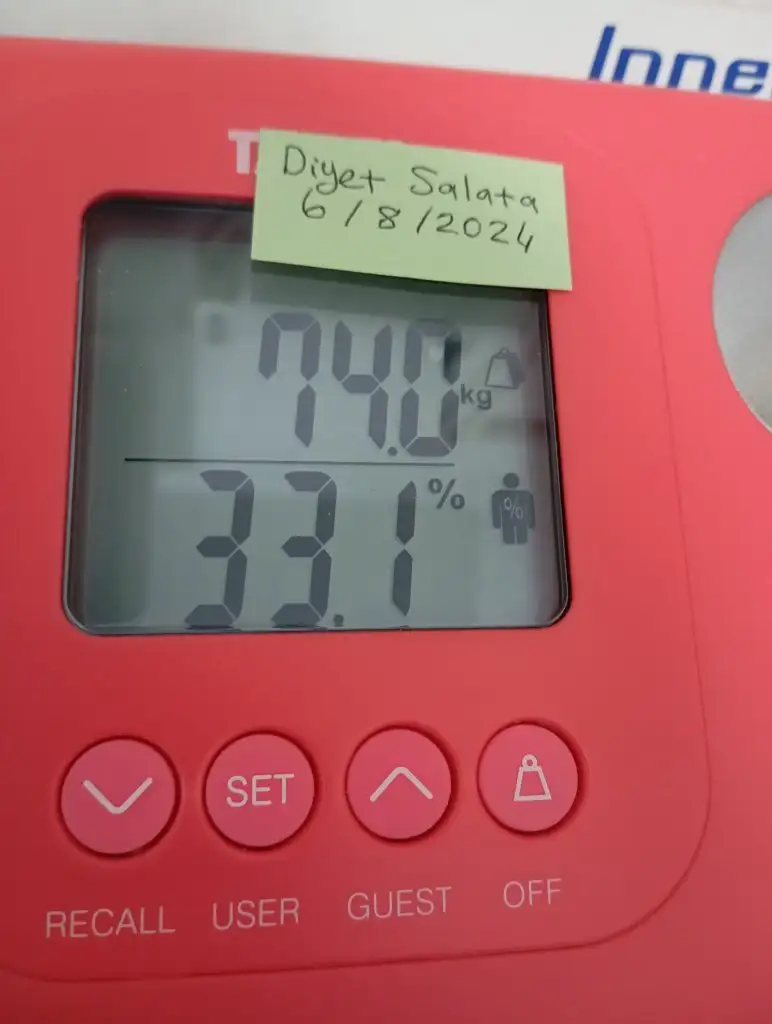 Inne
Diyet Salata
6/8/2024
74.0 kg
33.1 %
%
SET
RECALL USER GUEST OFF